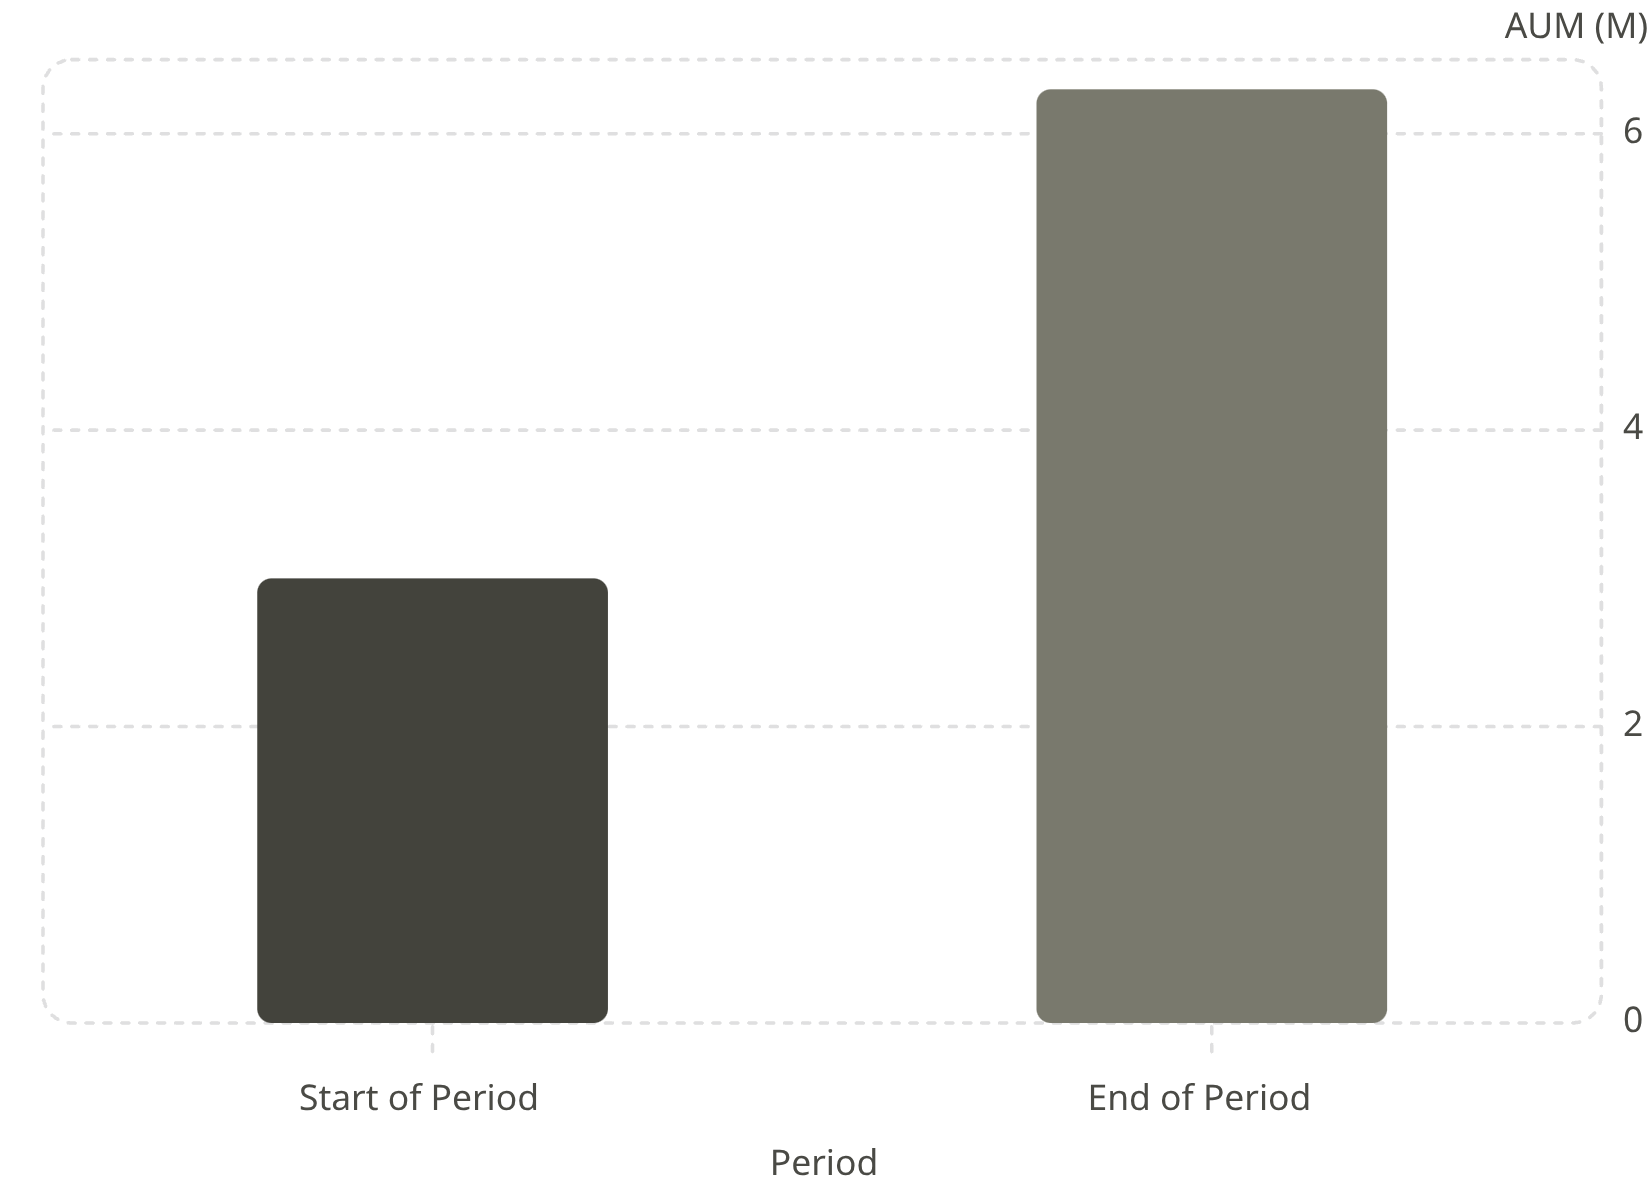 AUM (M)
6
4
2
0
Start of Period
End of Period
Period